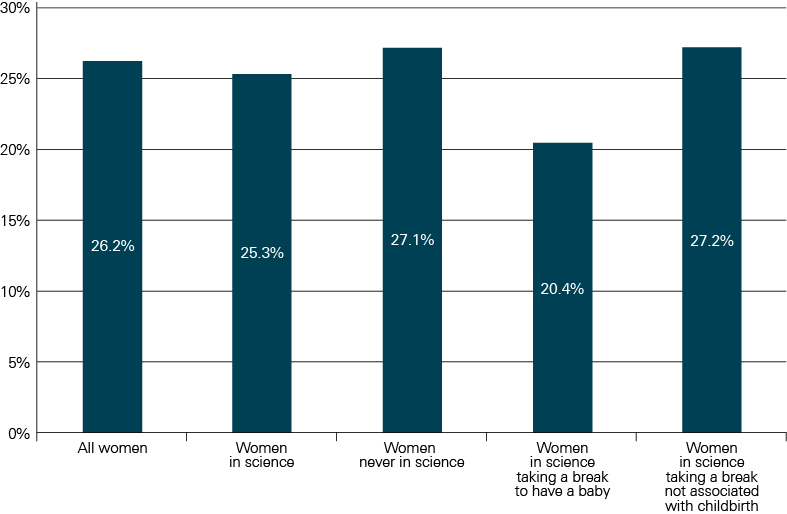 30%
25%
20%
15%
10%
5%
0%
26.2%
25.3%
27.1%
20.4%
27.2%
All women
Women
in science
Women
never in science
Women
in science
taking a break
to have a baby
Women
in science
taking a break
not associated
with childbirth